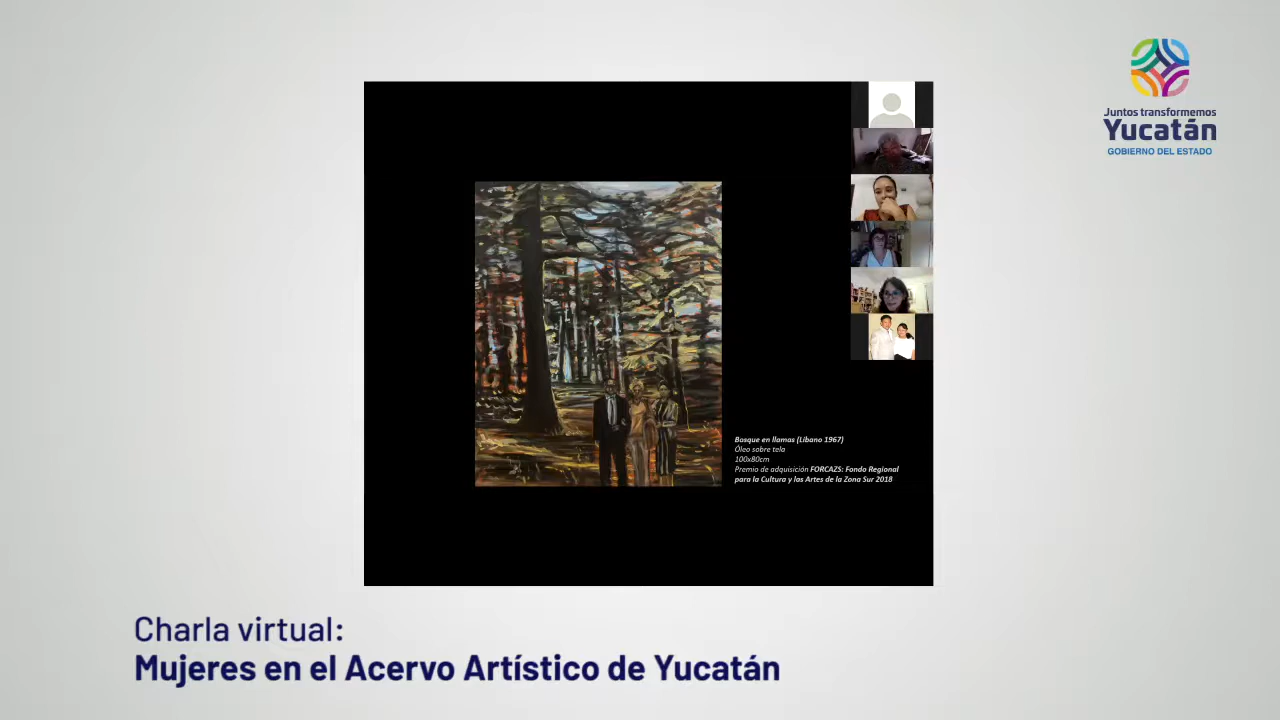 Juntos transformemos
Yucatán
GOBIERNO DEL ESTADO
Bosque en llamas (Líbano 1967)
Óleo sobre tela
100x80cm
Premio de adquisición FORCAZS: Fondo Regional
para la Cultura y las Artes de la Zona Sur 2018
Charla virtual:
Mujeres en el Acervo Artístico de Yucatán